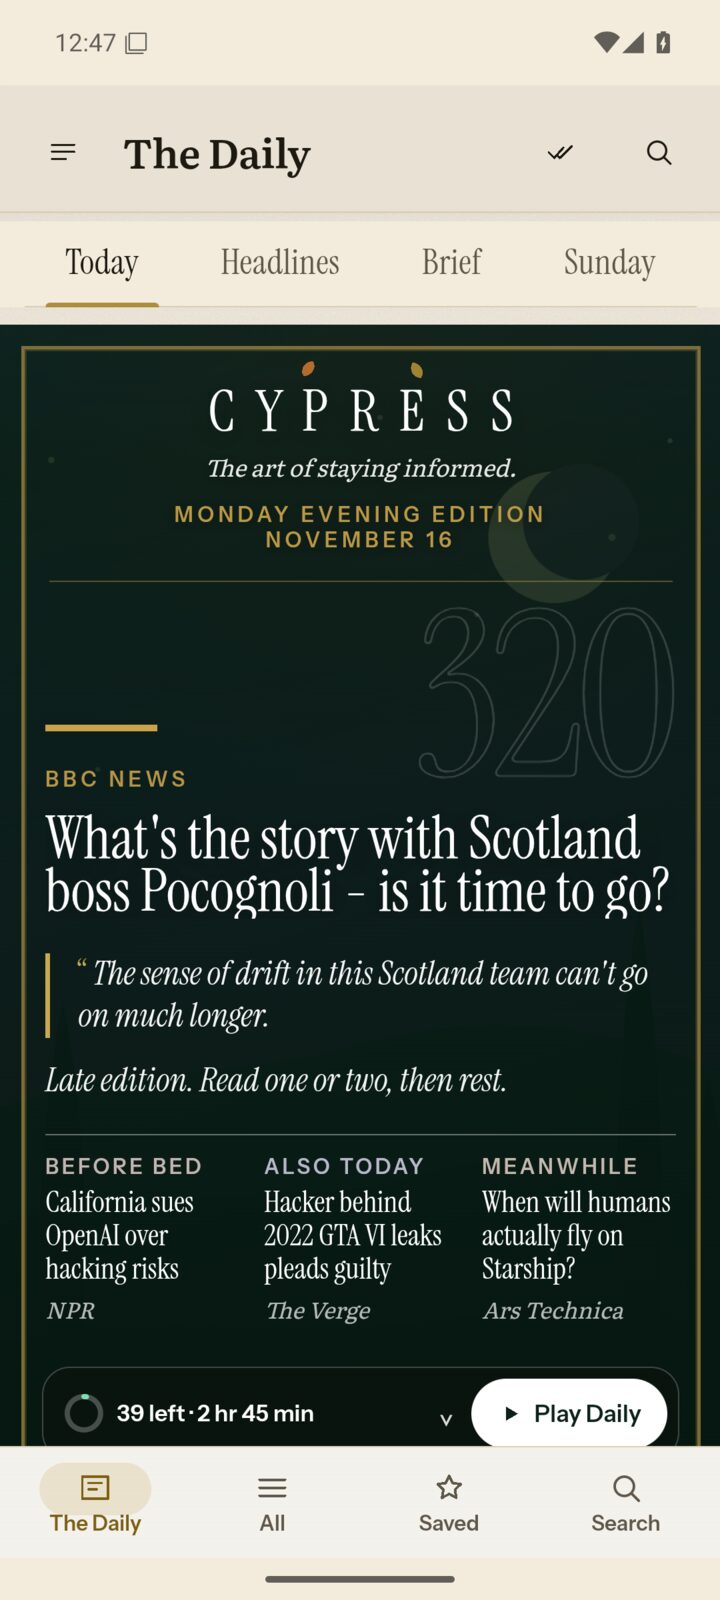 12:47
The Daily
Today
Headlines
Brief
Sunday
CYPRESS
The art of staying informed.
MONDAY EVENING EDITION
NOVEMBER 16
320
BBC NEWS
What's the story with Scotland
boss Pocognoli – is it time to go?
“ The sense of drift in this Scotland team can't go
on much longer.
Late edition. Read one or two, then rest.
BEFORE BED
California sues
OpenAI over
hacking risks
NPR
ALSO TODAY
Hacker behind
2022 GTA VI leaks
pleads guilty
The Verge
MEANWHILE
When will humans
actually fly on
Starship?
Ars Technica
39 left · 2 hr 45 min
Play Daily
The Daily
All
Saved
Search